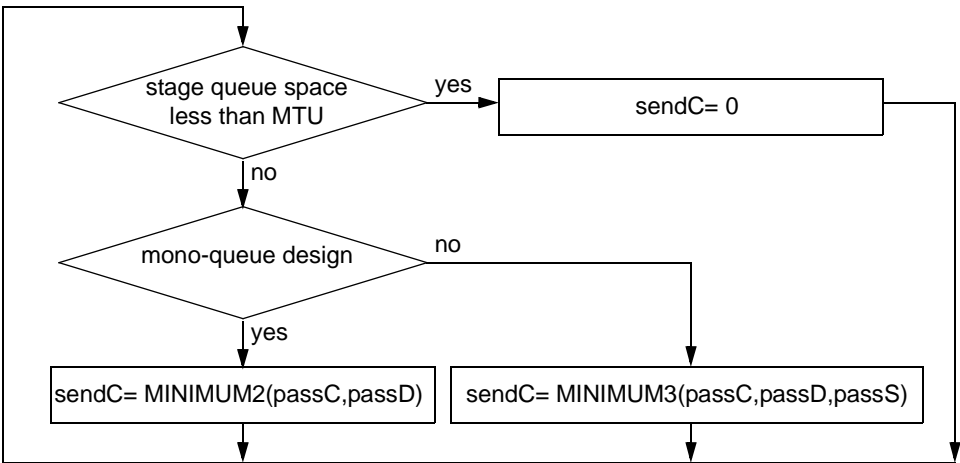 stage queue space
less than MTU
yes
sendC= 0
no
mono-queue design
no
yes
sendC= MINIMUM2(passC,passD)
sendC= MINIMUM3(passC,passD,passS)